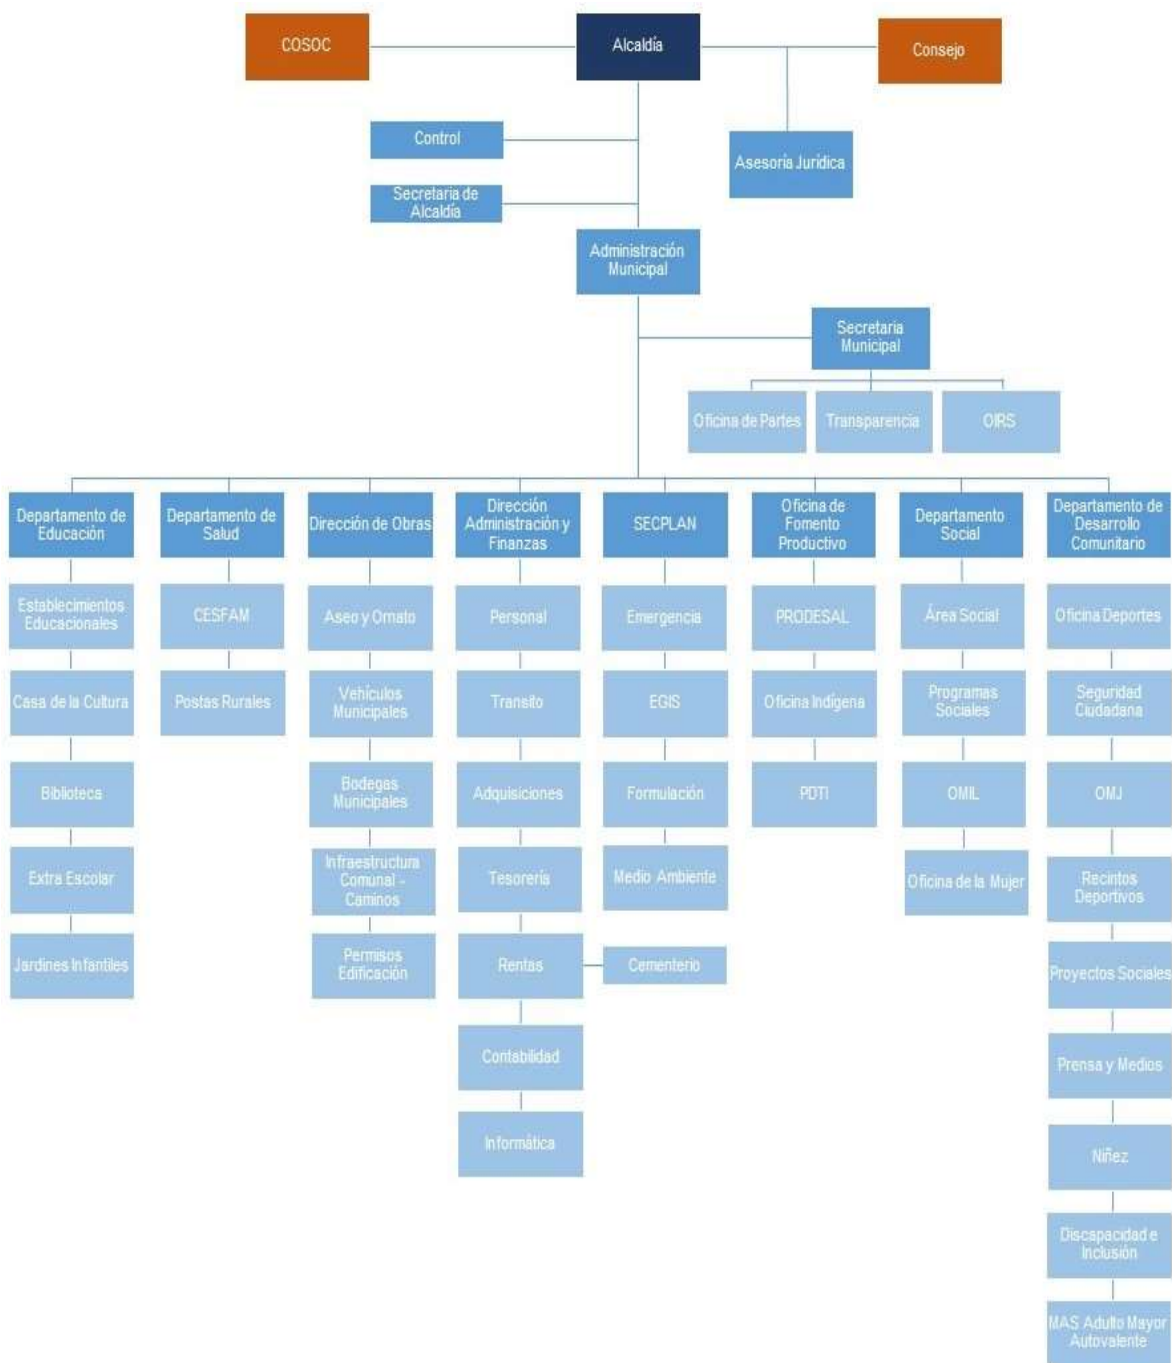 COSOC
Alcaldía
Consejo
Control
Asesoría Jurídica
Secretaria de
Alcaldía
Administración
Municipal
Secretaria
Municipal
Oficina de Partes
Transparencia
OIRS
Departamento de
Educación
Establecimientos
Educacionales
Casa de la Cultura
Biblioteca
Extra Escolar
Jardines Infantiles
Departamento de
Salud
CESFAM
Postas Rurales
Dirección de Obras
Aseo y Ornato
Vehículos
Municipales
Bodegas
Municipales
Infraestructura
Comunal -
Caminos
Permisos
Edificación
Dirección
Administración y
Finanzas
Personal
Transito
Adquisiciones
Tesorería
Rentas
Cementerio
Contabilidad
Informática
SECPLAN
Emergencia
EGIS
Formulación
Medio Ambiente
Oficina de
Fomento
Productivo
PRODESAL
Oficina Indígena
PDTI
Departamento
Social
Área Social
Programas
Sociales
OMIL
Oficina de la Mujer
Departamento de
Desarrollo
Comunitario
Oficina Deportes
Seguridad
Ciudadana
OMJ
Recintos
Deportivos
Proyectos Sociales
Prensa y Medios
Niñez
Discapacidad e
Inclusión
MAS Adulto Mayor
Autovalente